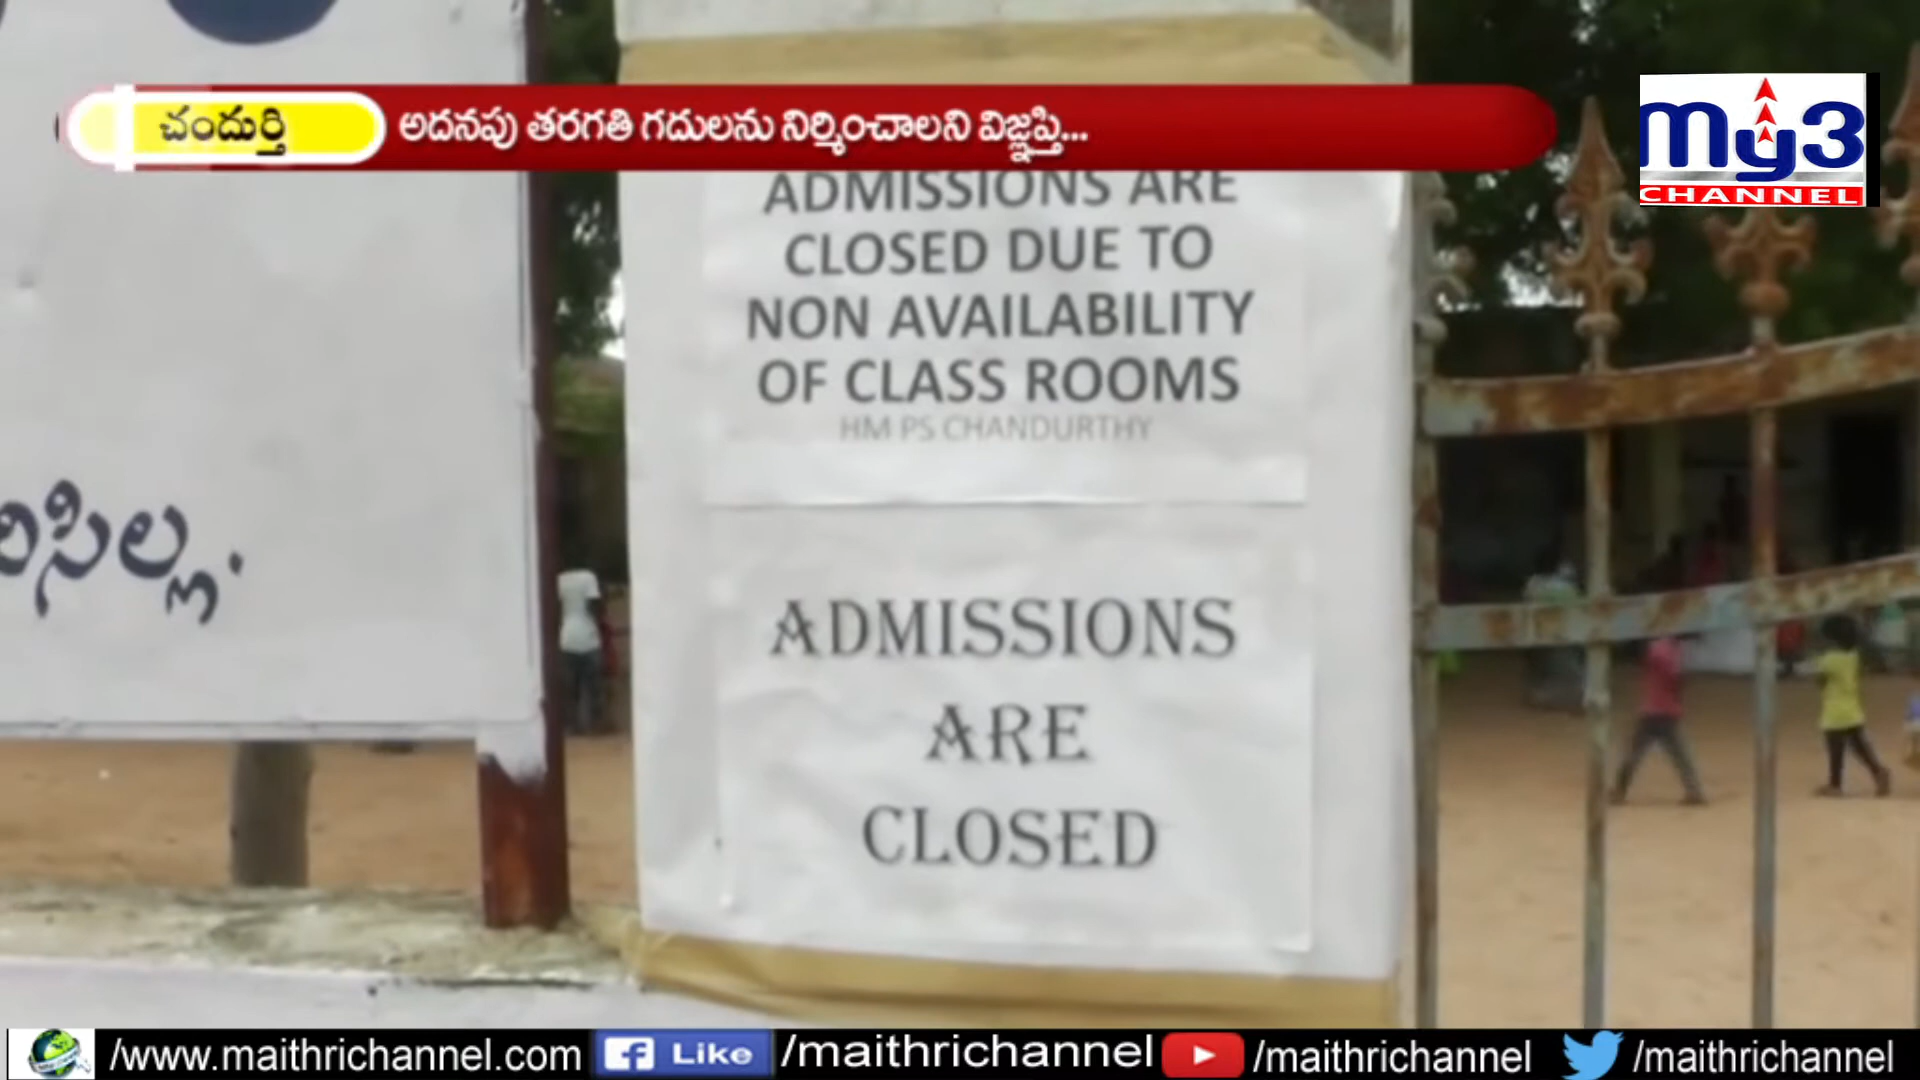 చందుర్తి అదనపు తరగతి గదులను నిర్మించాలని విజ్ఞప్తి...
My3
CHANNEL
ADMISSIONS ARE
CLOSED DUE TO
NON AVAILABILITY
OF CLASS ROOMS
HM PS CHANDURTHY
రిసిల్ల.
ADMISSIONS
ARE
CLOSED
/www.maithrichannel.com f Like /maithrichannel /maithrichannel /maithrichannel